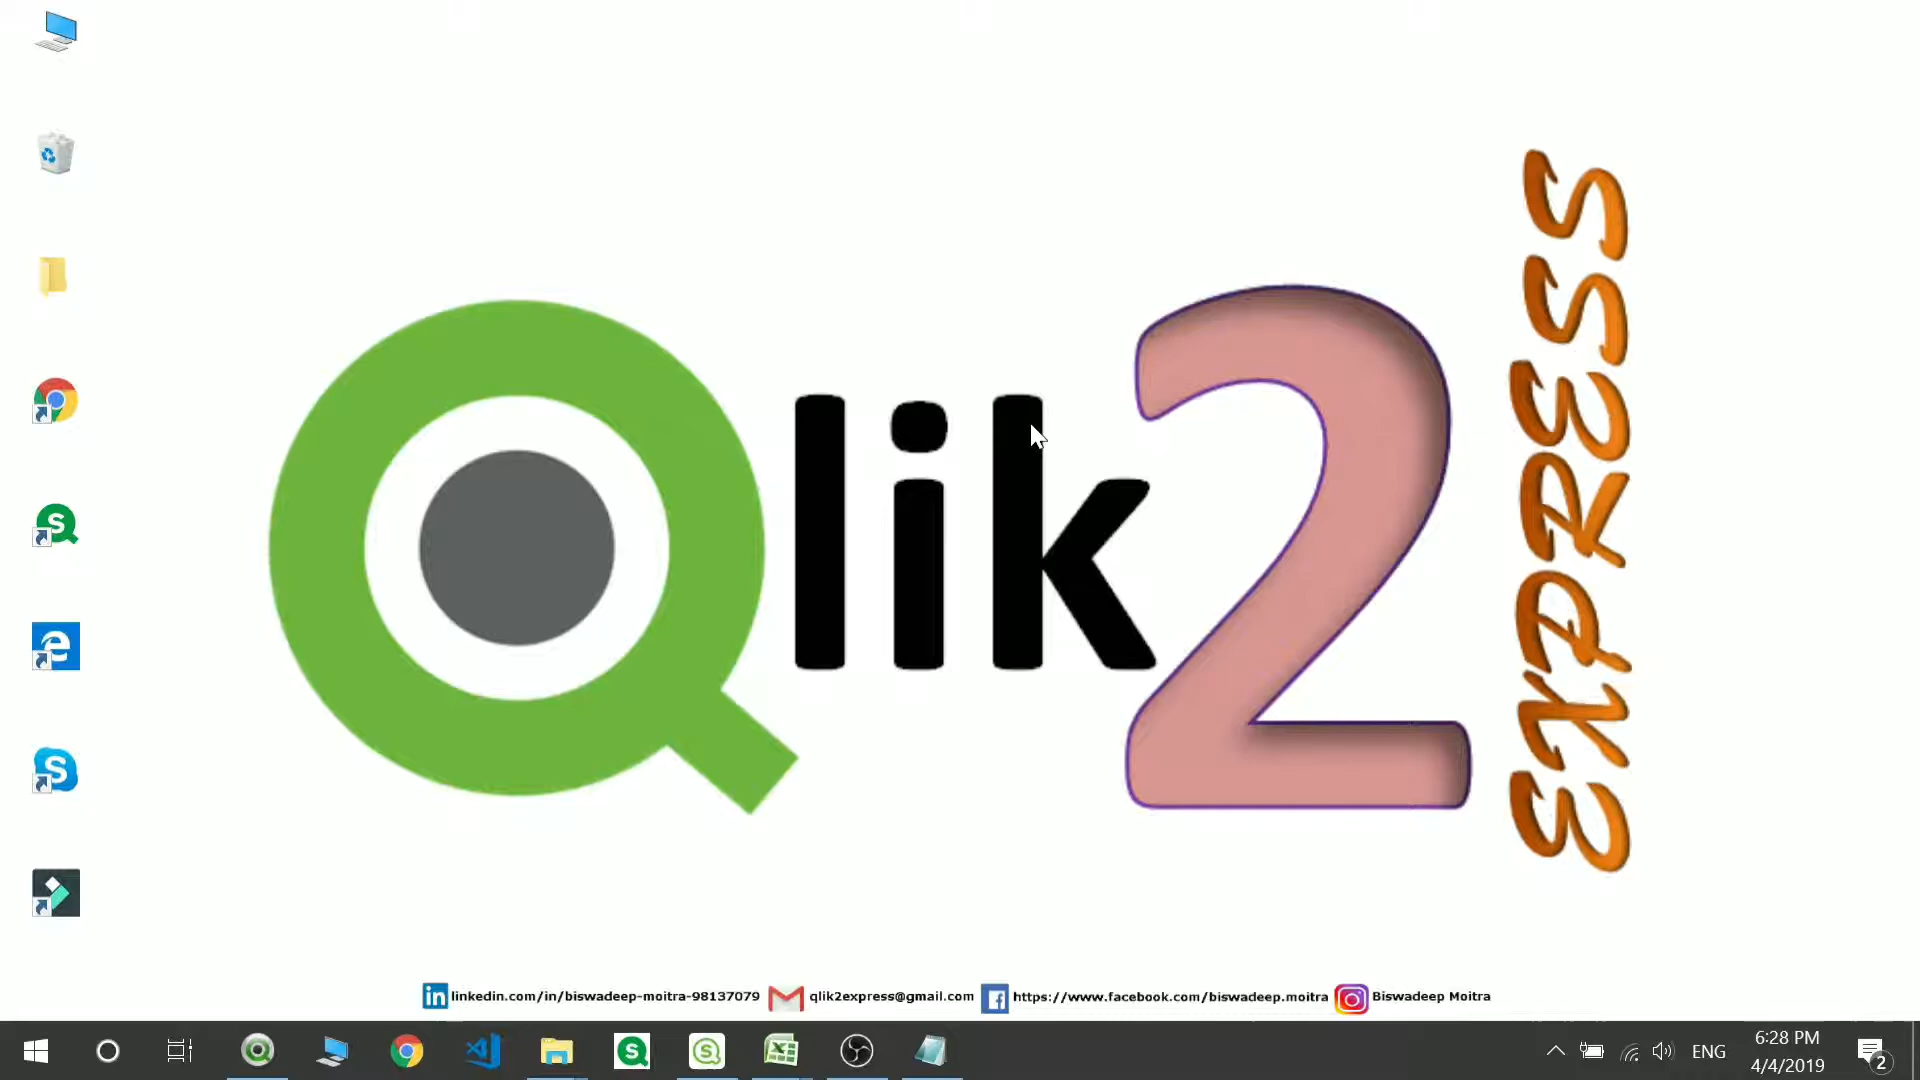 Qlik2
EXPRESS
linkedin.com/in/biswadeep-moitra-98137079 qlik2express@gmail.com https://www.facebook.com/biswadeep.moitra Biswadeep Moitra
ENG
6:28 PM
4/4/2019
2